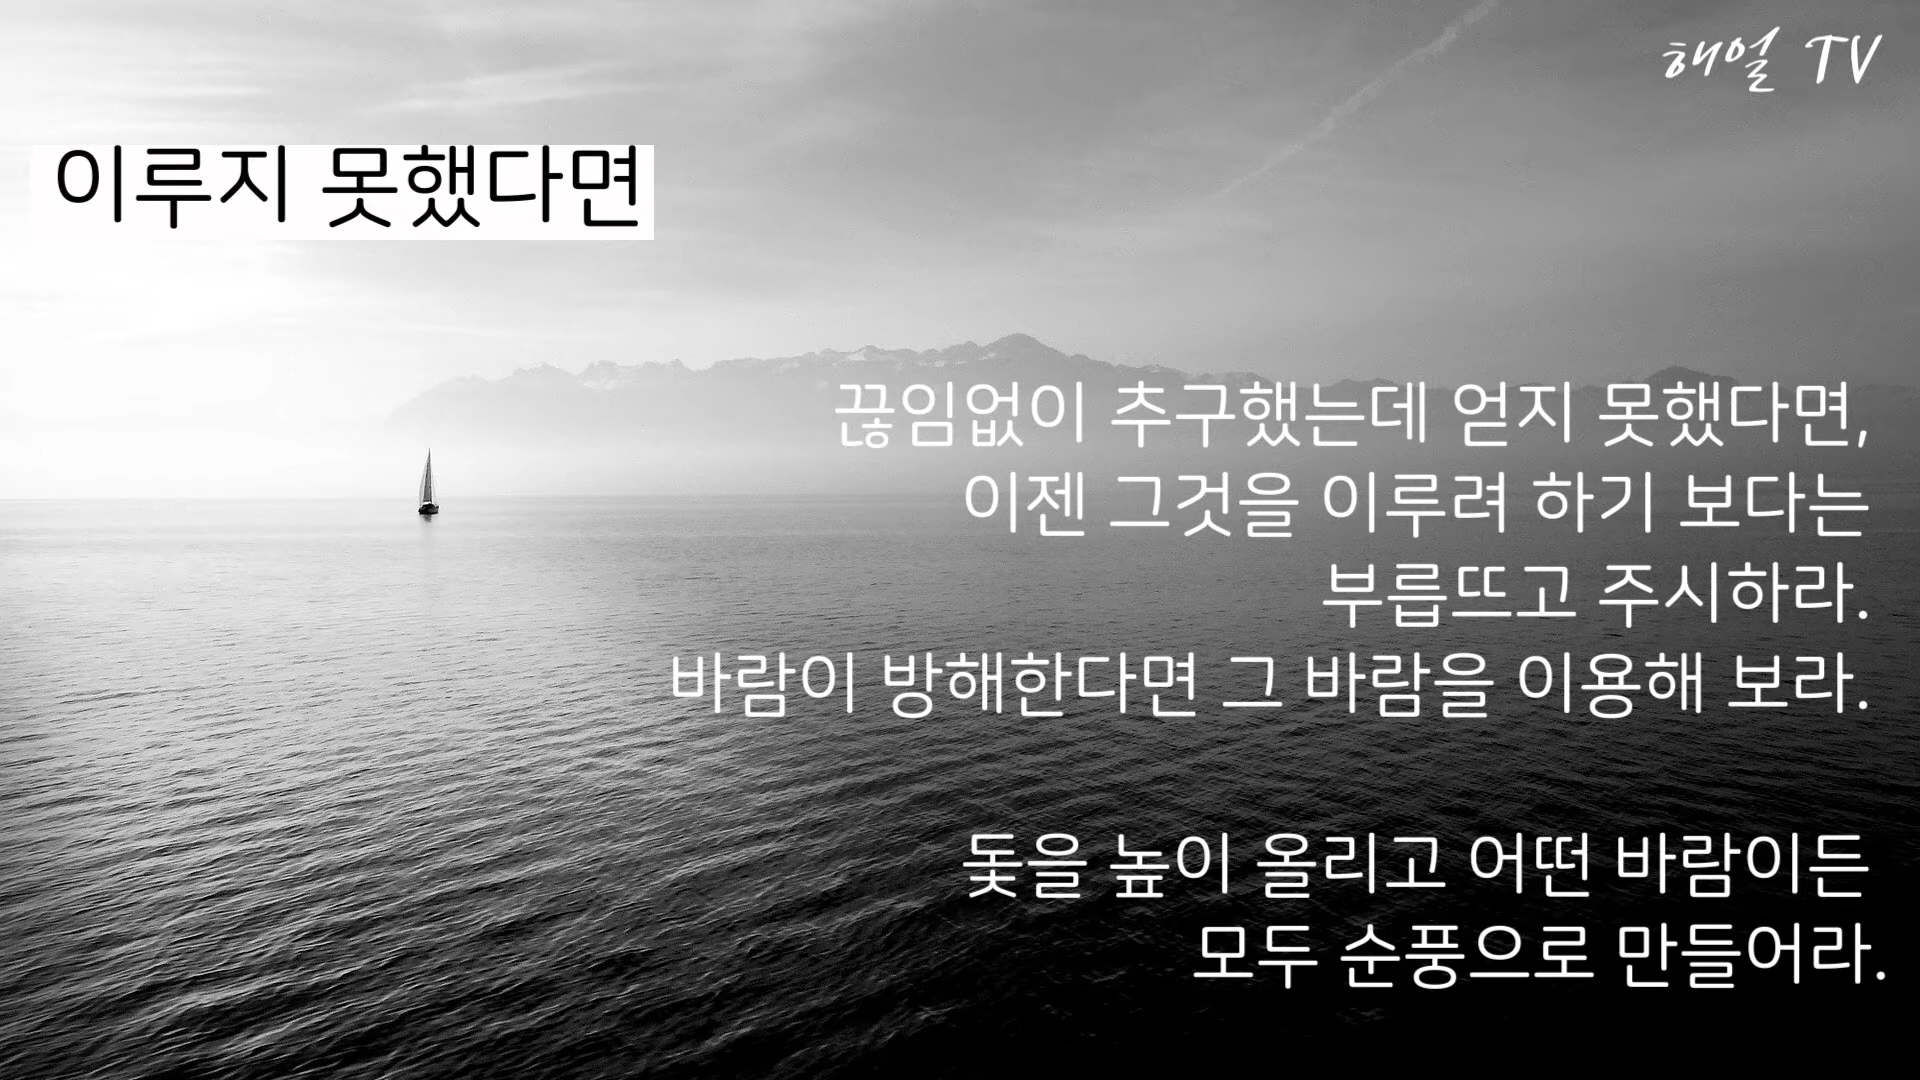 해얼 TV
이루지 못했다면
끊임없이 추구했는데 얻지 못했다면,
이젠 그것을 이루려 하기 보다는
부릅뜨고 주시하라.
바람이 방해한다면 그 바람을 이용해 보라.
돛을 높이 올리고 어떤 바람이든
모두 순풍으로 만들어라.